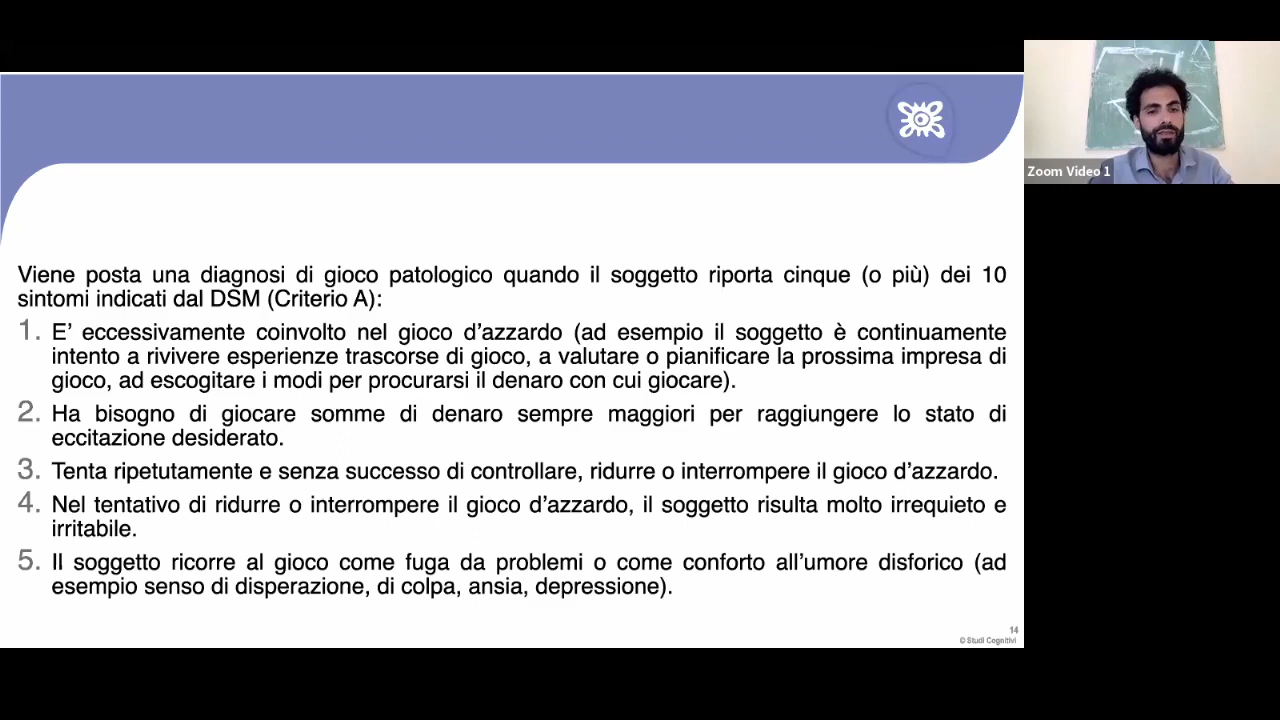 Zoom Video 1
Viene posta una diagnosi di gioco patologico quando il soggetto riporta cinque (o più) dei 10
sintomi indicati dal DSM (Criterio A):
1. E’ eccessivamente coinvolto nel gioco d’azzardo (ad esempio il soggetto è continuamente
intento a rivivere esperienze trascorse di gioco, a valutare o pianificare la prossima impresa di
gioco, ad escogitare i modi per procurarsi il denaro con cui giocare).
2. Ha bisogno di giocare somme di denaro sempre maggiori per raggiungere lo stato di
eccitazione desiderato.
3. Tenta ripetutamente e senza successo di controllare, ridurre o interrompere il gioco d’azzardo.
4. Nel tentativo di ridurre o interrompere il gioco d’azzardo, il soggetto risulta molto irrequieto e
irritabile.
5. Il soggetto ricorre al gioco come fuga da problemi o come conforto all’umore disforico (ad
esempio senso di disperazione, di colpa, ansia, depressione).
14
© Studi Cognitivi